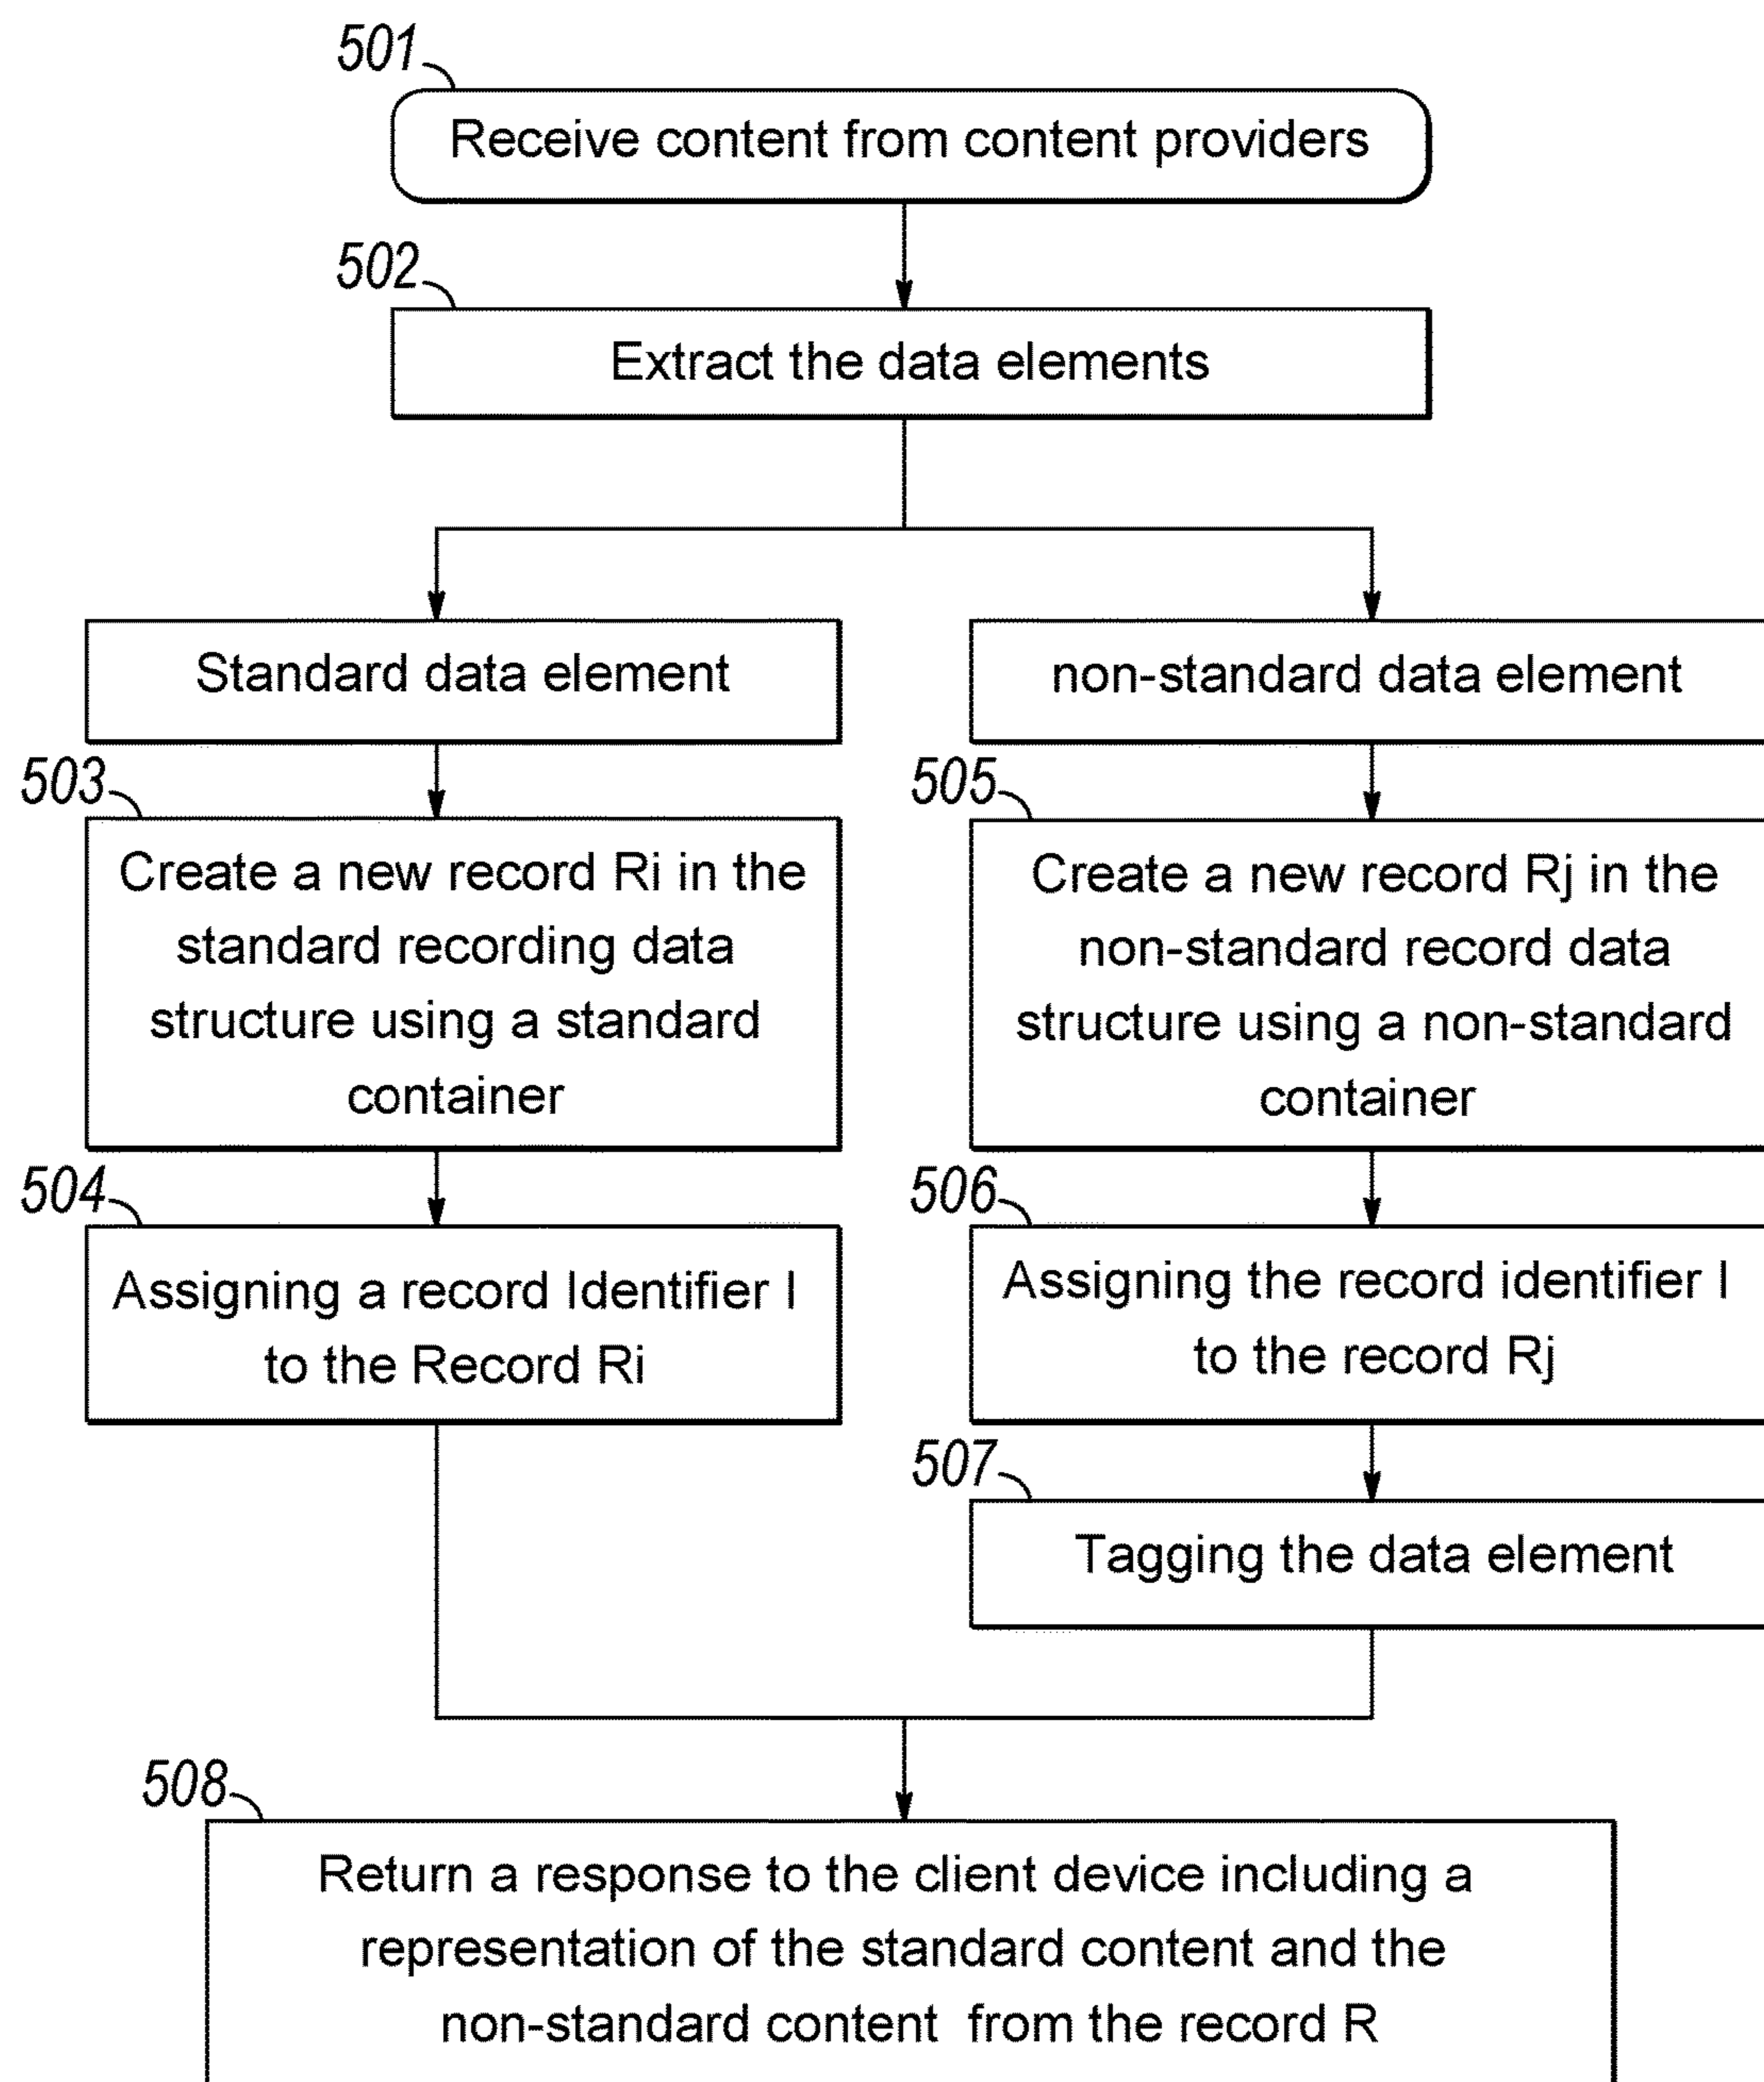 501
Receive content from content providers
502
Extract the data elements
Standard data element
non-standard data element
503
Create a new record Ri in the
standard recording data
structure using a standard
container
505
Create a new record Rj in the
non-standard record data
structure using a non-standard
container
504
Assigning a record Identifier I
to the Record Ri
506
Assigning the record identifier I
to the record Rj
507
Tagging the data element
508
Return a response to the client device including a
representation of the standard content and the
non-standard content from the record R